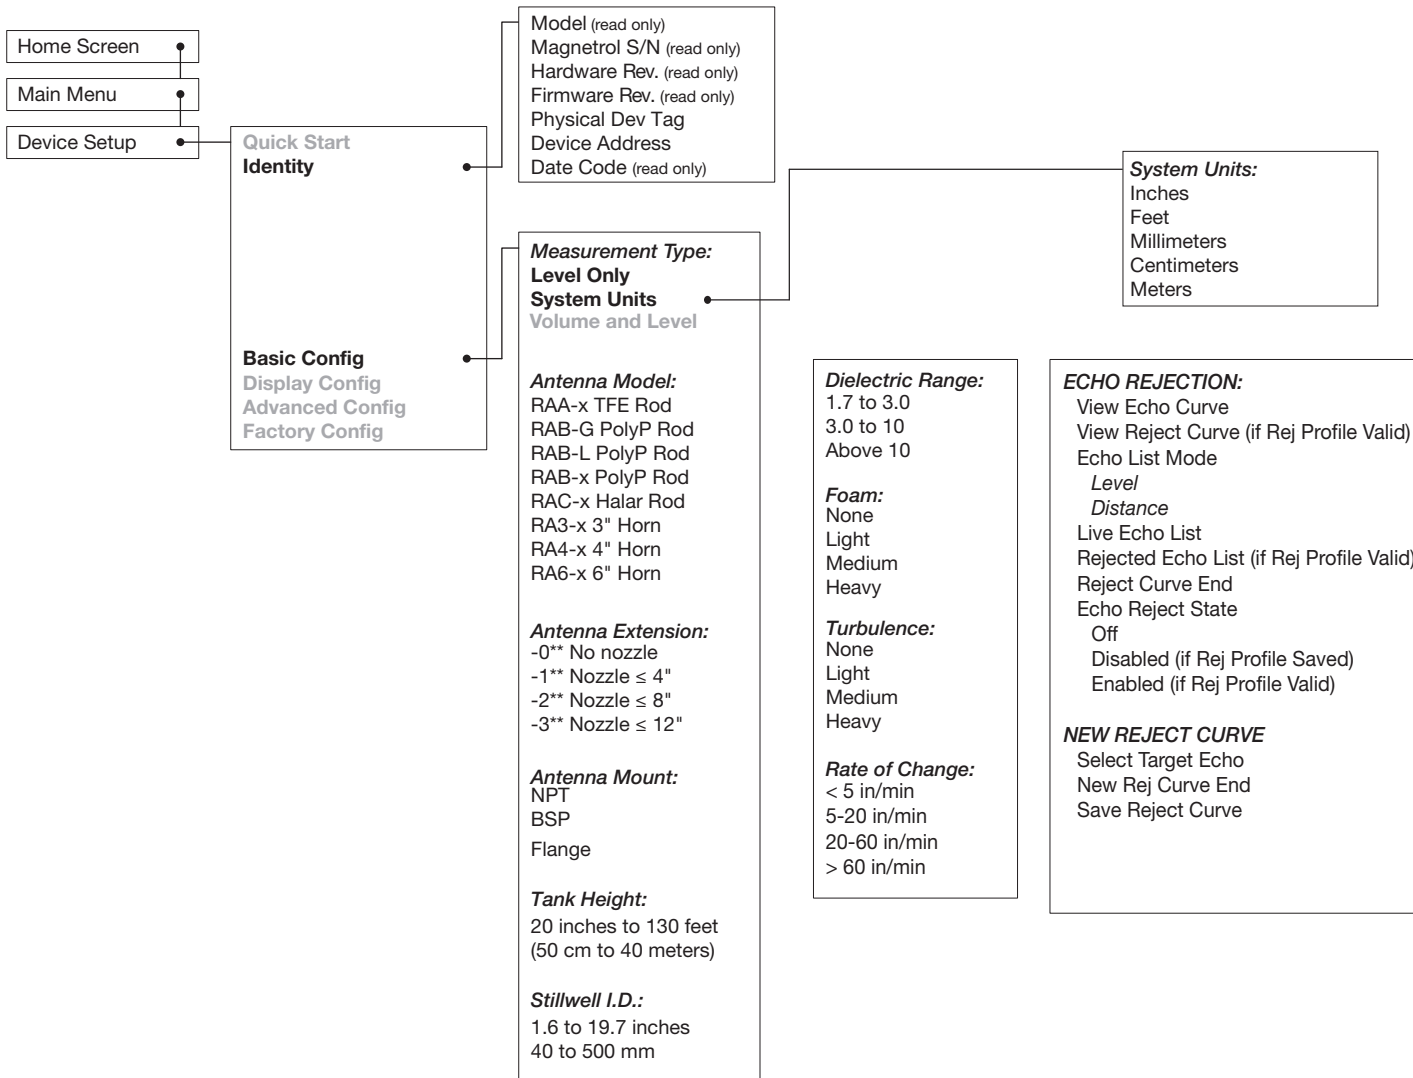 Home Screen
Main Menu
Device Setup
Quick Start
Identity
Basic Config
Display Config
Advanced Config
Factory Config
Model (read only)
Magnetrol S/N (read only)
Hardware Rev. (read only)
Firmware Rev. (read only)
Physical Dev Tag
Device Address
Date Code (read only)
Measurement Type:
Level Only
System Units
Volume and Level
Antenna Model:
RAA-x TFE Rod
RAB-G PolyP Rod
RAB-L PolyP Rod
RAB-x PolyP Rod
RAC-x Halar Rod
RA3-x 3" Horn
RA4-x 4" Horn
RA6-x 6" Horn
Antenna Extension:
-0** No nozzle
-1** Nozzle ≤ 4"
-2** Nozzle ≤ 8"
-3** Nozzle ≤ 12"
Antenna Mount:
NPT
BSP
Flange
Tank Height:
20 inches to 130 feet
(50 cm to 40 meters)
Stillwell I.D.:
1.6 to 19.7 inches
40 to 500 mm
System Units:
Inches
Feet
Millimeters
Centimeters
Meters
Dielectric Range:
1.7 to 3.0
3.0 to 10
Above 10
Foam:
None
Light
Medium
Heavy
Turbulence:
None
Light
Medium
Heavy
Rate of Change:
< 5 in/min
5-20 in/min
20-60 in/min
> 60 in/min
ECHO REJECTION:
View Echo Curve
View Reject Curve (if Rej Profile Valid)
Echo List Mode
Level
Distance
Live Echo List
Rejected Echo List (if Rej Profile Valid)
Reject Curve End
Echo Reject State
Off
Disabled (if Rej Profile Saved)
Enabled (if Rej Profile Valid)
NEW REJECT CURVE
Select Target Echo
New Rej Curve End
Save Reject Curve